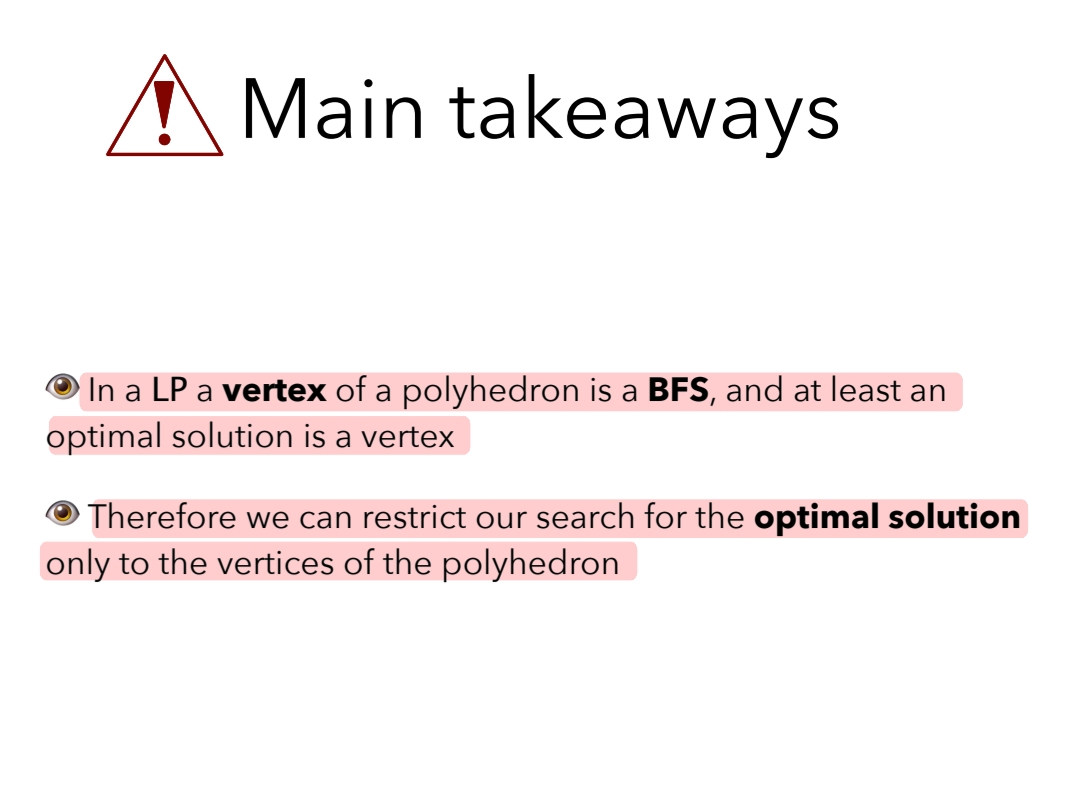 Main takeaways
👁️ In a LP a vertex of a polyhedron is a BFS, and at least an
optimal solution is a vertex
👁️ Therefore we can restrict our search for the optimal solution
only to the vertices of the polyhedron